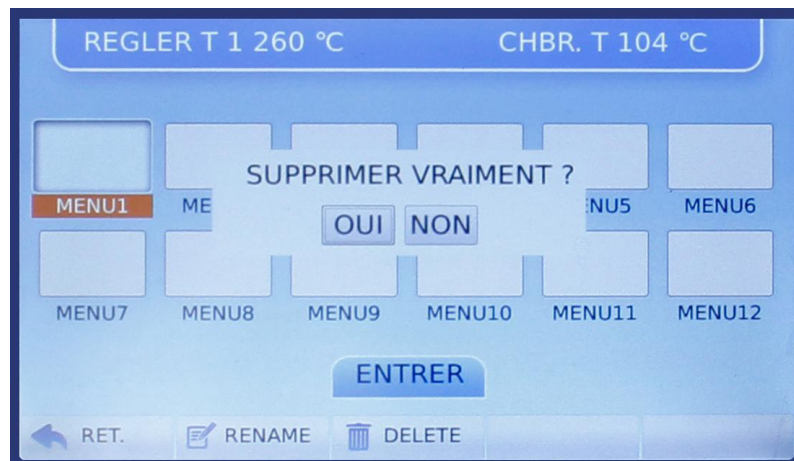 REGLER T 1 260 ℃ CHBR. T 104 ℃
SUPPRIMER VRAIMENT ?
MENU1 ME NU5 MENU6
OUI NON
MENU7 MENU8 MENU9 MENU10 MENU11 MENU12
ENTRER
RET. RENAME DELETE